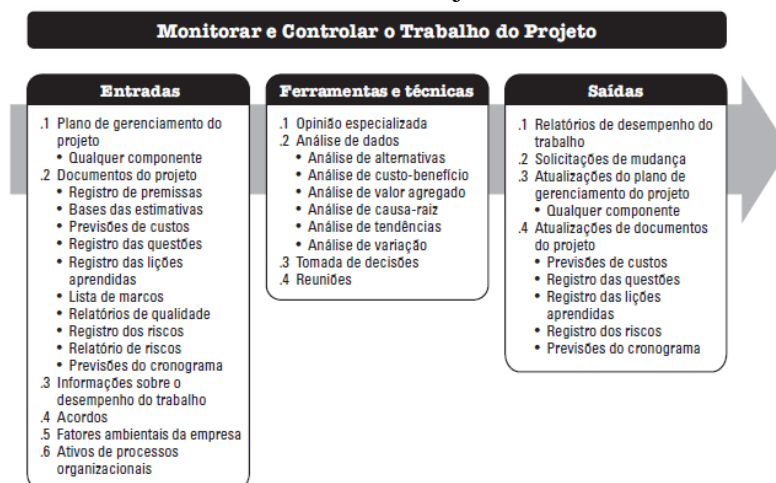 Monitorar e Controlar o Trabalho do Projeto
Entradas
.1 Plano de gerenciamento do
projeto
• Qualquer componente
.2 Documentos do projeto
• Registro de premissas
• Bases das estimativas
• Previsões de custos
• Registro das questões
• Registro das lições
aprendidas
• Lista de marcos
• Relatórios de qualidade
• Registro dos riscos
• Relatório de riscos
• Previsões do cronograma
.3 Informações sobre o
desempenho do trabalho
.4 Acordos
.5 Fatores ambientais da empresa
.6 Ativos de processos
organizacionais
Ferramentas e técnicas
.1 Opinião especializada
.2 Análise de dados
• Análise de alternativas
• Análise de custo-benefício
• Análise de valor agregado
• Análise de causa-raiz
• Análise de tendências
• Análise de variação
.3 Tomada de decisões
.4 Reuniões
Saídas
.1 Relatórios de desempenho do
trabalho
.2 Solicitações de mudança
.3 Atualizações do plano de
gerenciamento do projeto
• Qualquer componente
.4 Atualizações de documentos
do projeto
• Previsões de custos
• Registro das questões
• Registro das lições
aprendidas
• Registro dos riscos
• Previsões do cronograma